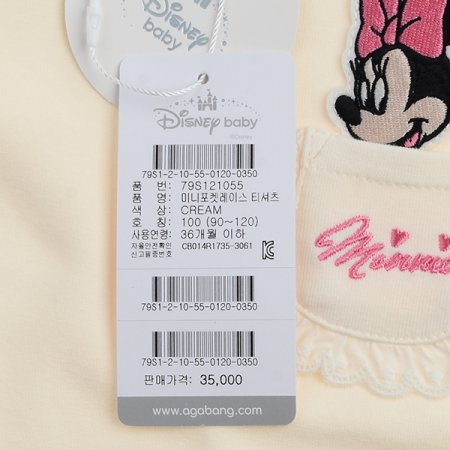 Disney
baby
Disney baby
©Disney
79S1-2-10-55-0120-0350
품 번: 79S121055
품 명: 미니포켓레이스 티셔츠
색 상: CREAM
호 칭: 100 (90~120)
사용연령: 36개월 이하
자율안전확인
신고필증번호: CB014R1735-3061
79S1-2-10-55-0120-0350
79S1-2-10-55-0120-0350
판매가격: 35,000
www.agabang.com
Minnie